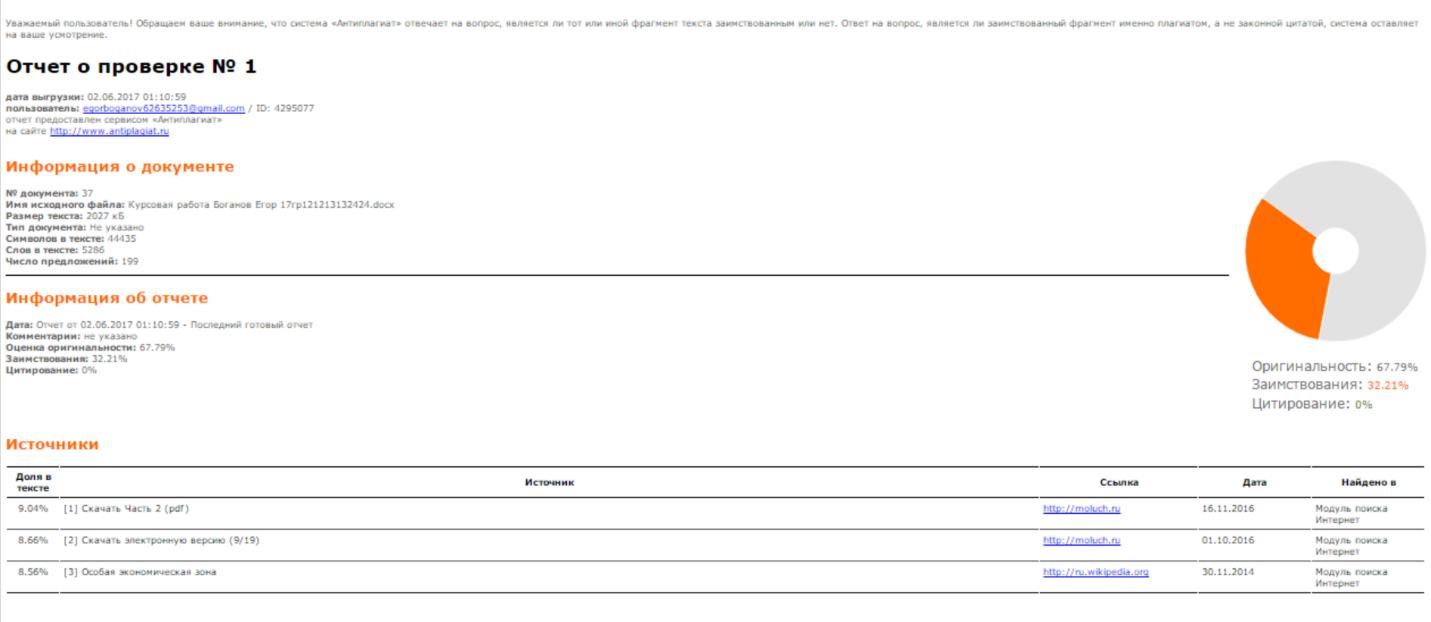 Уважаемый пользователь! Обращаем ваше внимание, что система «Антиплагиат» отвечает на вопрос, является ли тот или иной фрагмент текста заимствованным или нет. Ответ на вопрос, является ли заимствованный фрагмент именно плагиатом, а не законной цитатой, система оставляет
на ваше усмотрение.
Отчет о проверке № 1
дата выгрузки: 02.06.2017 01:10:59
пользователь: egorboganov62635253@gmail.com / ID: 4295077
отчет предоставлен сервисом «Антиплагиат»
на сайте http://www.antiplagiat.ru
Информация о документе
№ документа: 37
Имя исходного файла: Курсовая работа Боганов Егор 17гр121213132424.docx
Размер текста: 2027 кБ
Тип документа: Не указано
Символов в тексте: 44435
Слов в тексте: 5286
Число предложений: 199
Информация об отчете
Дата: Отчет от 02.06.2017 01:10:59 - Последний готовый отчет
Комментарии: не указано
Оценка оригинальности: 67.79%
Заимствования: 32.21%
Цитирование: 0%
Оригинальность: 67.79%
Заимствования: 32.21%
Цитирование: 0%
Источники
Доля в тексте Источник Ссылка Дата Найдено в
9.04% [1] Скачать Часть 2 (pdf) http://moluch.ru 16.11.2016 Модуль поиска Интернет
8.66% [2] Скачать электронную версию (9/19) http://moluch.ru 01.10.2016 Модуль поиска Интернет
8.56% [3] Особая экономическая зона http://ru.wikipedia.org 30.11.2014 Модуль поиска Интернет